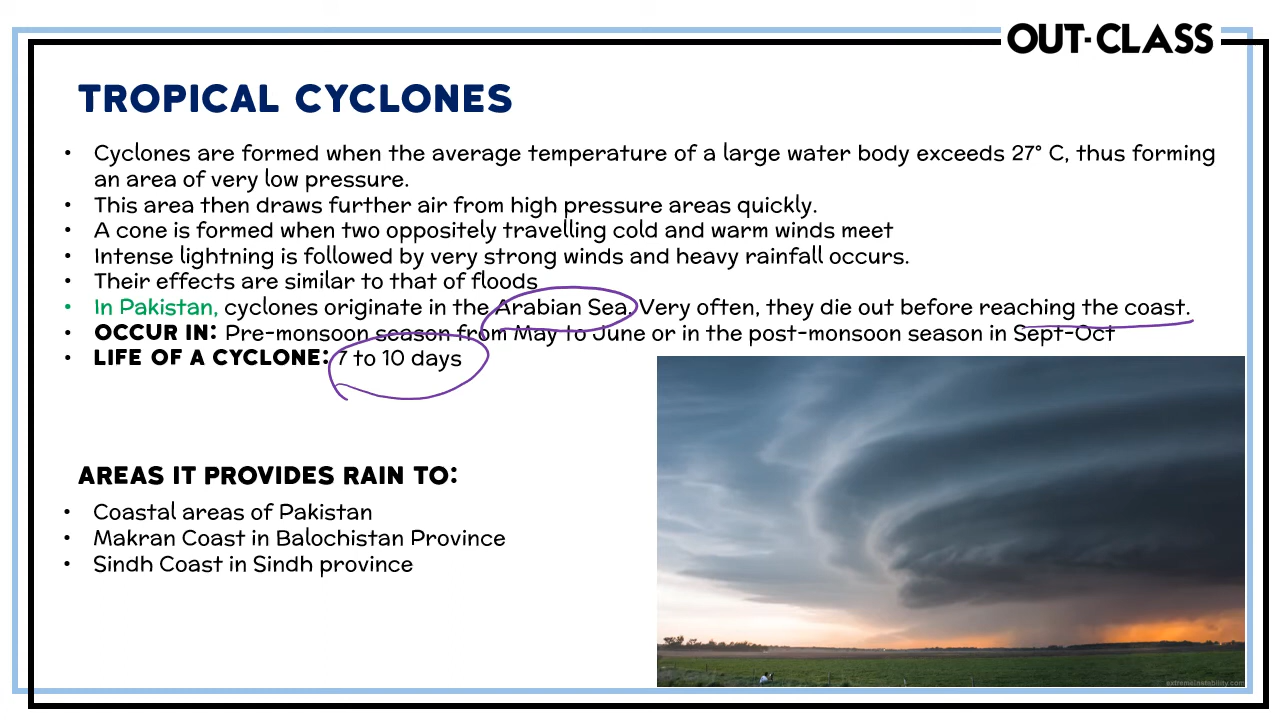 OUT-CLASS
TROPICAL CYCLONES
• Cyclones are formed when the average temperature of a large water body exceeds 27° C, thus forming
an area of very low pressure.
• This area then draws further air from high pressure areas quickly.
• A cone is formed when two oppositely travelling cold and warm winds meet
• Intense lightning is followed by very strong winds and heavy rainfall occurs.
• Their effects are similar to that of floods
• In Pakistan, cyclones originate in the Arabian Sea. Very often, they die out before reaching the coast.
• OCCUR IN: Pre-monsoon season from May to June or in the post-monsoon season in Sept-Oct
• LIFE OF A CYCLONE: 7 to 10 days
AREAS IT PROVIDES RAIN TO:
• Coastal areas of Pakistan
• Makran Coast in Balochistan Province
• Sindh Coast in Sindh province
extremeinstability.com